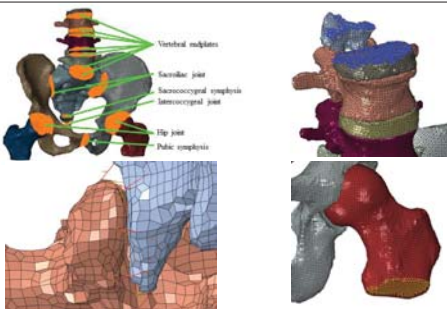 Vertebral endplates
Sacroiliac joint
Sacrococcygeal symphysis
Intercoccygeal joint
Hip joint
Pubic symphysis